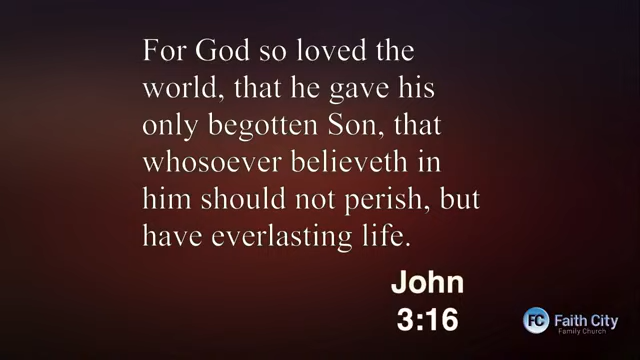 For God so loved the
world, that he gave his
only begotten Son, that
whosoever believeth in
him should not perish, but
have everlasting life.
John
3:16
FC Faith City
Family Church